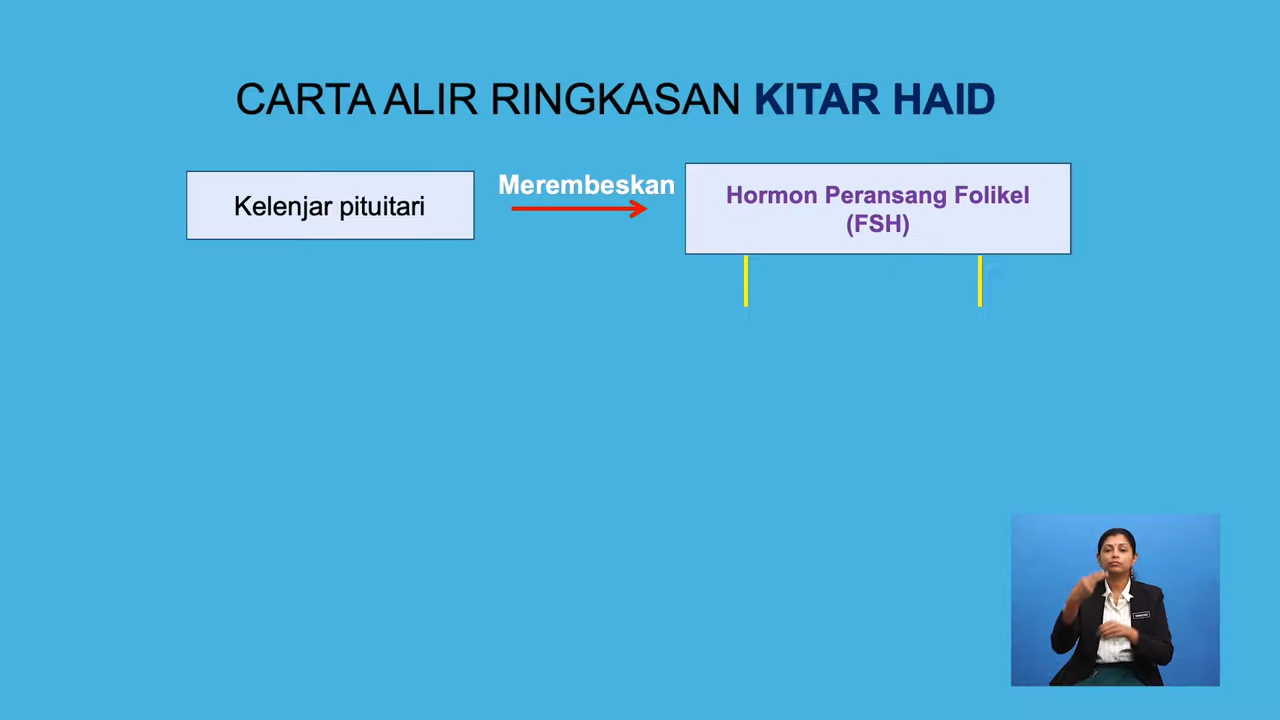 CARTA ALIR RINGKASAN KITAR HAID
Kelenjar pituitari
Merembeskan
Hormon Peransang Folikel
(FSH)